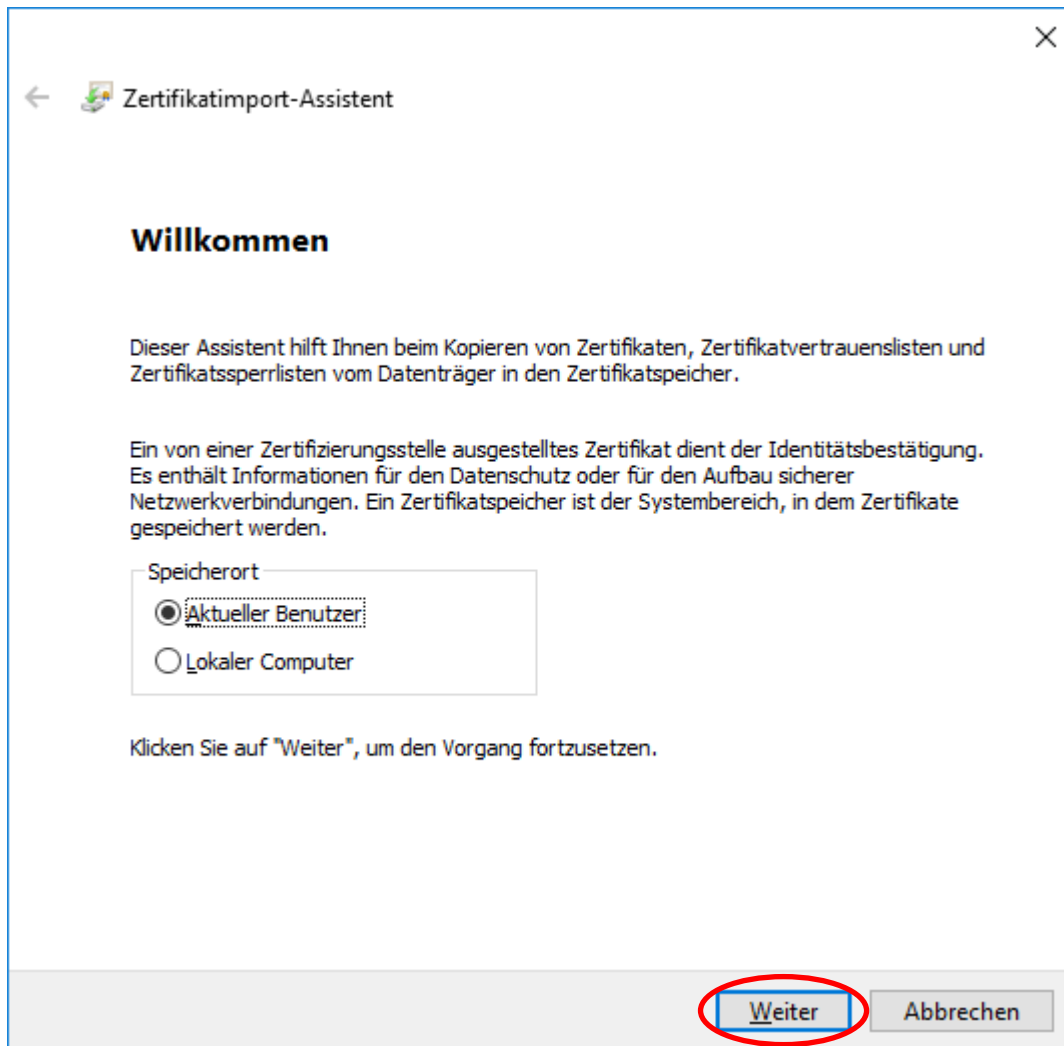 Zertifikatimport-Assistent
Willkommen
Dieser Assistent hilft Ihnen beim Kopieren von Zertifikaten, Zertifikatvertrauenslisten und
Zertifikatssperrlisten vom Datenträger in den Zertifikatspeicher.
Ein von einer Zertifizierungsstelle ausgestelltes Zertifikat dient der Identitätsbestätigung.
Es enthält Informationen für den Datenschutz oder für den Aufbau sicherer
Netzwerkverbindungen. Ein Zertifikatspeicher ist der Systembereich, in dem Zertifikate
gespeichert werden.
Speicherort
Aktueller Benutzer
Lokaler Computer
Klicken Sie auf "Weiter", um den Vorgang fortzusetzen.
Weiter Abbrechen